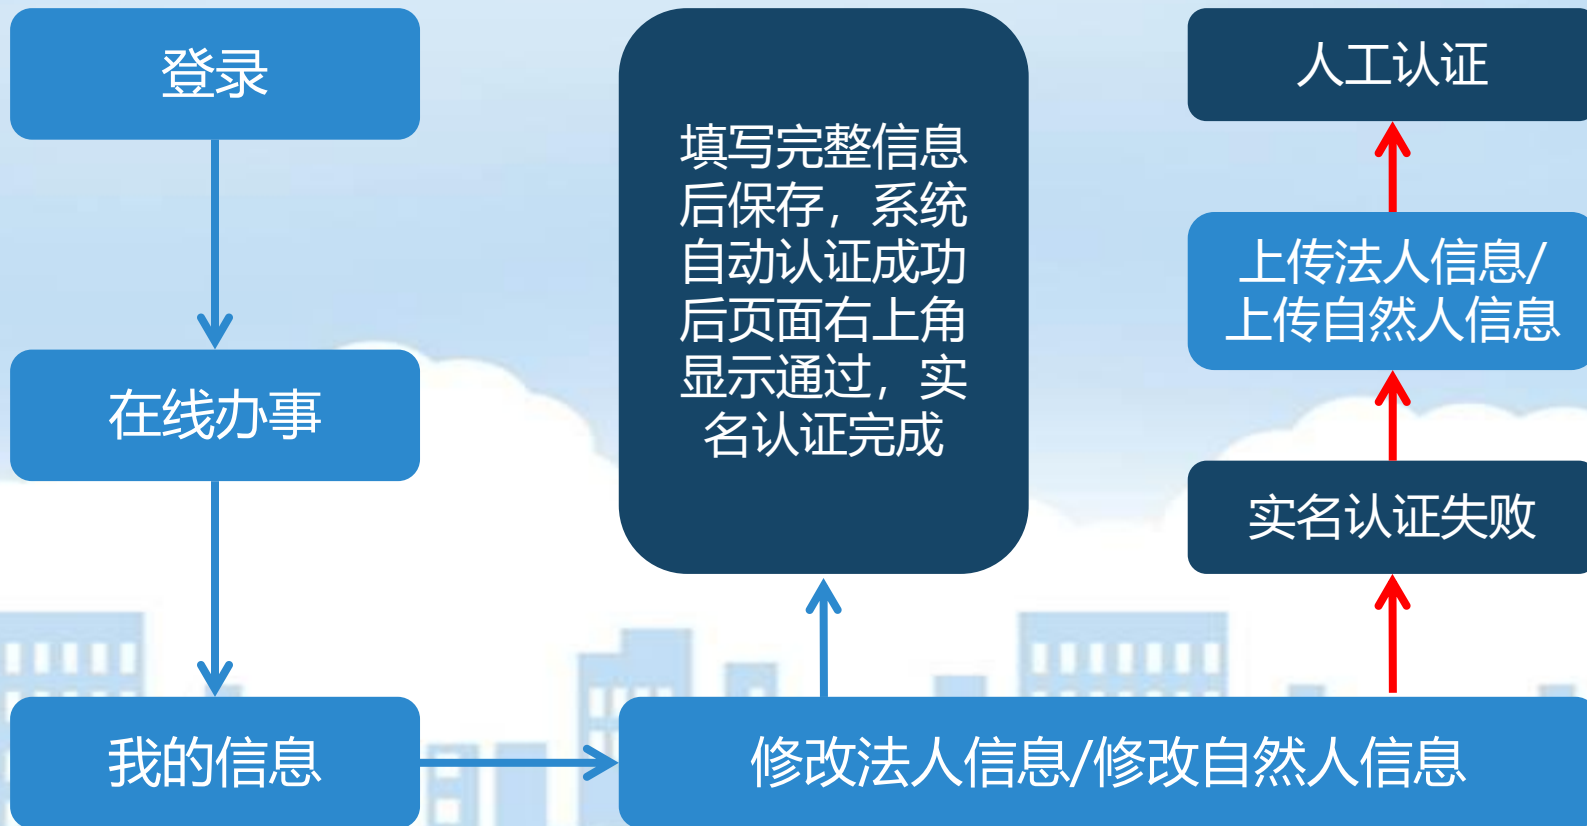 登录
在线办事
我的信息
填写完整信息
后保存，系统
自动认证成功
后页面右上角
显示通过，实
名认证完成
修改法人信息/修改自然人信息
人工认证
上传法人信息/
上传自然人信息
实名认证失败